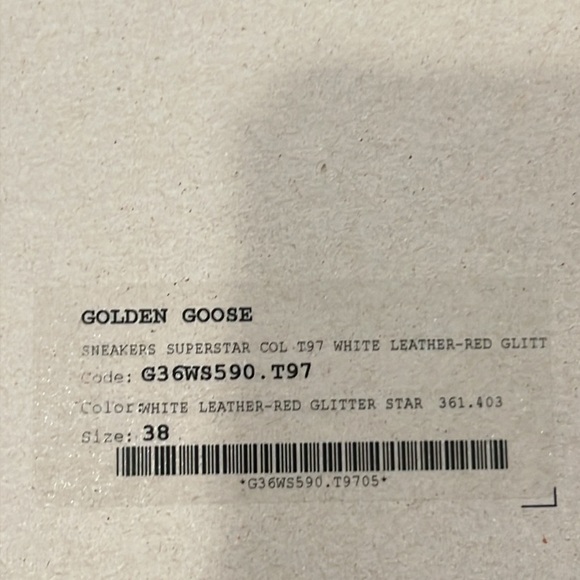 GOLDEN GOOSE
SNEAKERS SUPERSTAR COL T97 WHITE LEATHER-RED GLITT
Code: G36WS590.T97
Color:WHITE LEATHER-RED GLITTER STAR 361.403
Size: 38
*G36WS590.T9705*